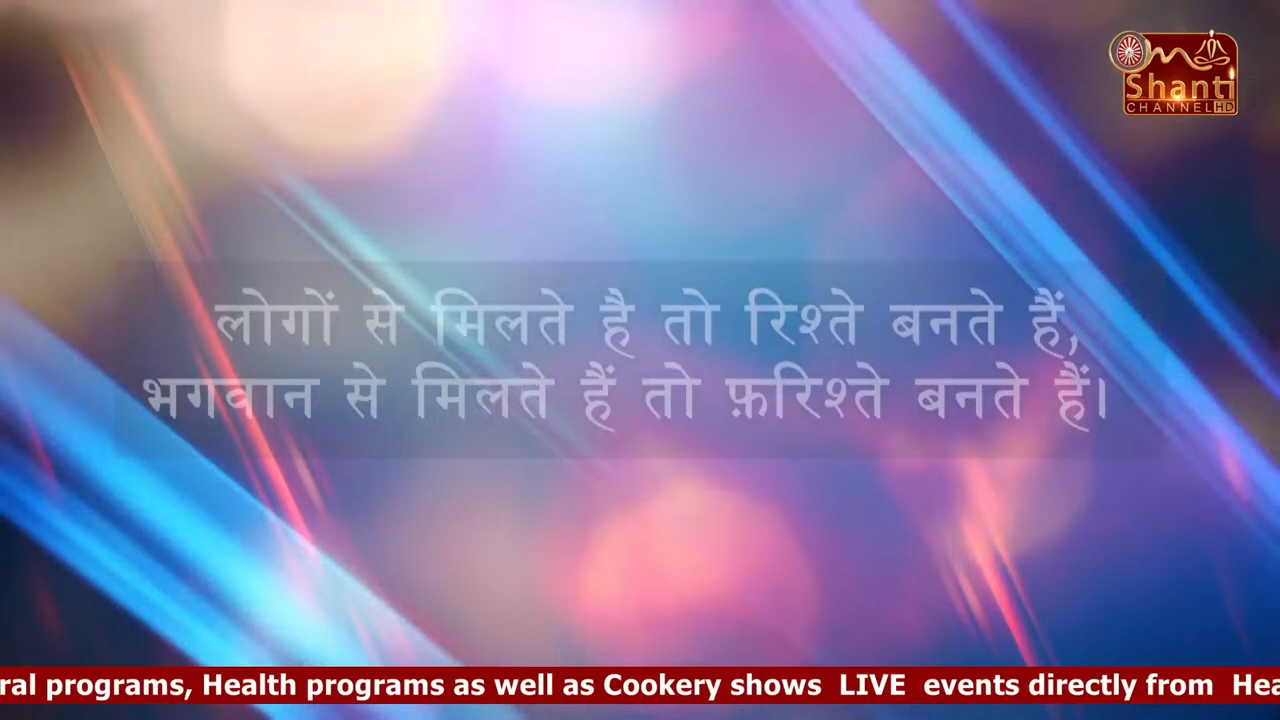 Om
Shanti
CHANNEL HD
लोगों से मिलते है तो रिश्ते बनते हैं,
भगवान से मिलते हैं तो फ़रिश्ते बनते हैं।
ral programs, Health programs as well as Cookery shows LIVE events directly from Hea